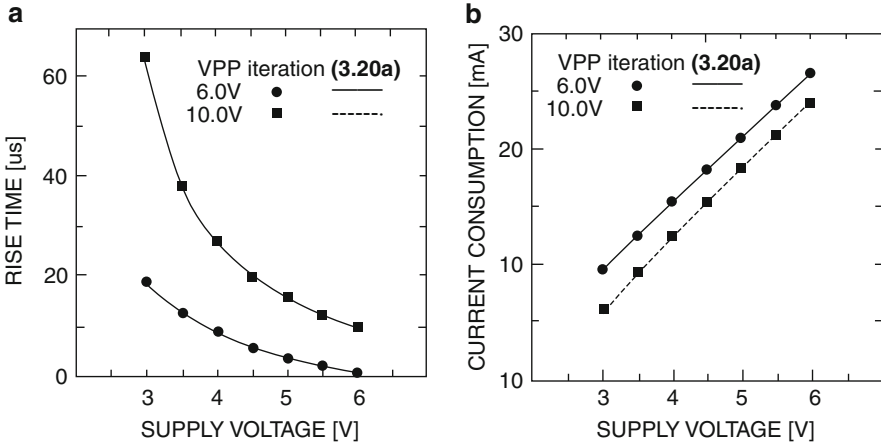 a
VPP iteration (3.20a)
6.0V
10.0V
60
40
20
0
3 4 5 6
RISE TIME [us]
SUPPLY VOLTAGE [V]
b
VPP iteration (3.20a)
6.0V
10.0V
30
20
10
10
3 4 5 6
CURRENT CONSUMPTION [mA]
SUPPLY VOLTAGE [V]